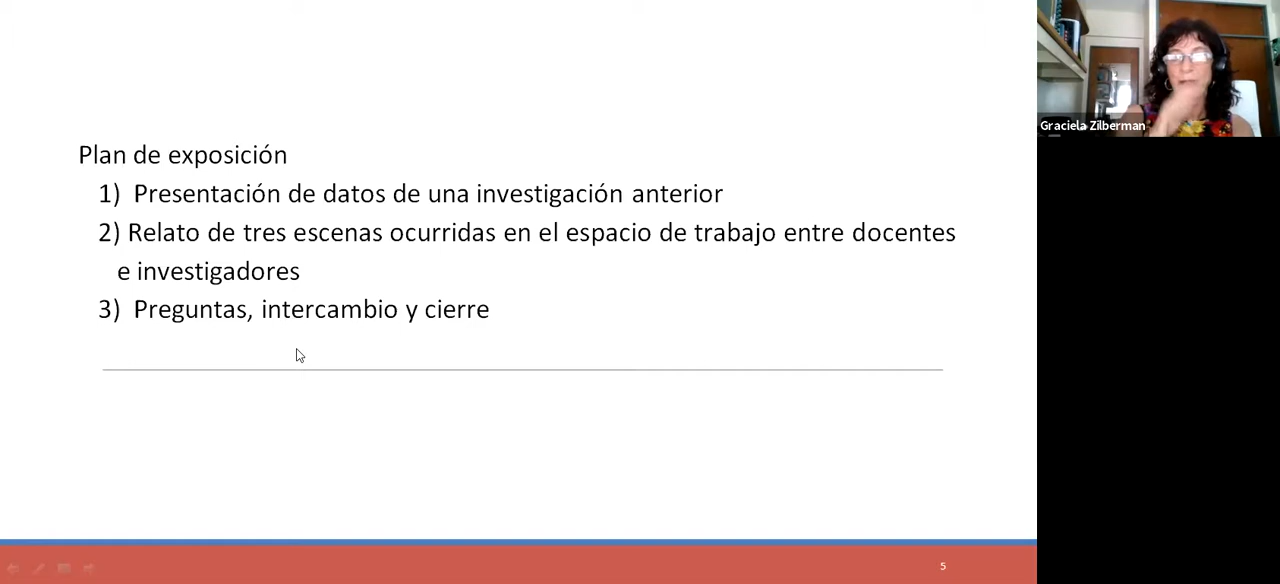 Plan de exposición
1) Presentación de datos de una investigación anterior
2) Relato de tres escenas ocurridas en el espacio de trabajo entre docentes
e investigadores
3) Preguntas, intercambio y cierre
5
Graciela Zilberman